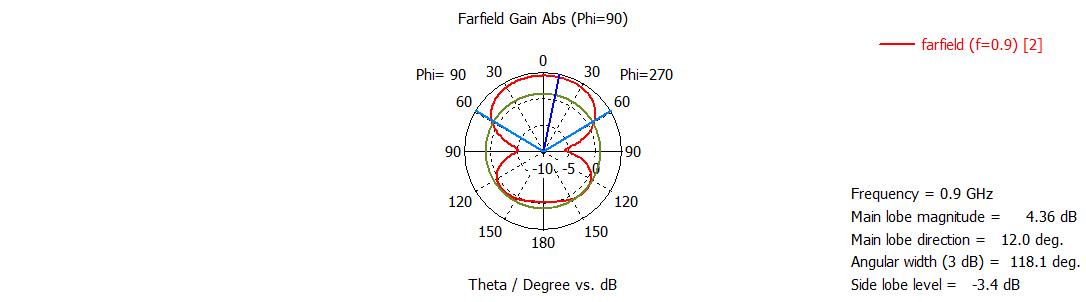 Farfield Gain Abs (Phi=90)
farfield (f=0.9) [2]
0
Phi= 90
30
30
Phi=270
60
60
90
90
-10
-5
0
120
120
150
150
180
Frequency = 0.9 GHz
Main lobe magnitude = 4.36 dB
Main lobe direction = 12.0 deg.
Angular width (3 dB) = 118.1 deg.
Side lobe level = -3.4 dB
Theta / Degree vs. dB